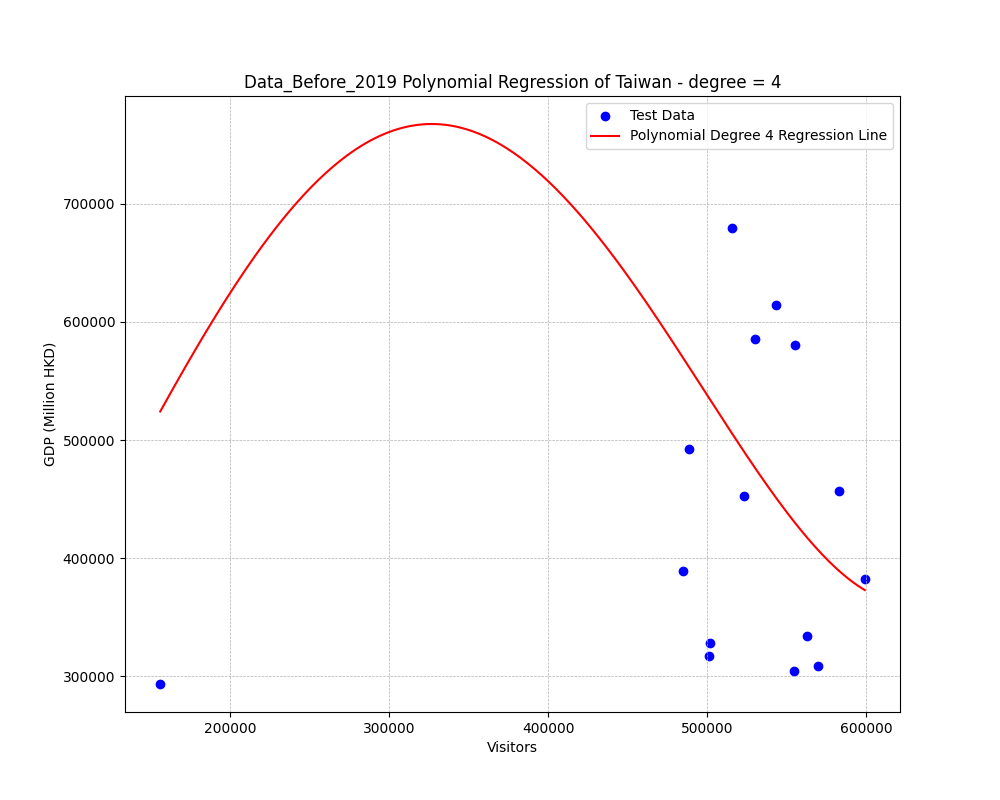 Data_Before_2019 Polynomial Regression of Taiwan - degree = 4
Test Data
Polynomial Degree 4 Regression Line
GDP (Million HKD)
700000
600000
500000
400000
300000
200000
300000
400000
500000
600000
Visitors